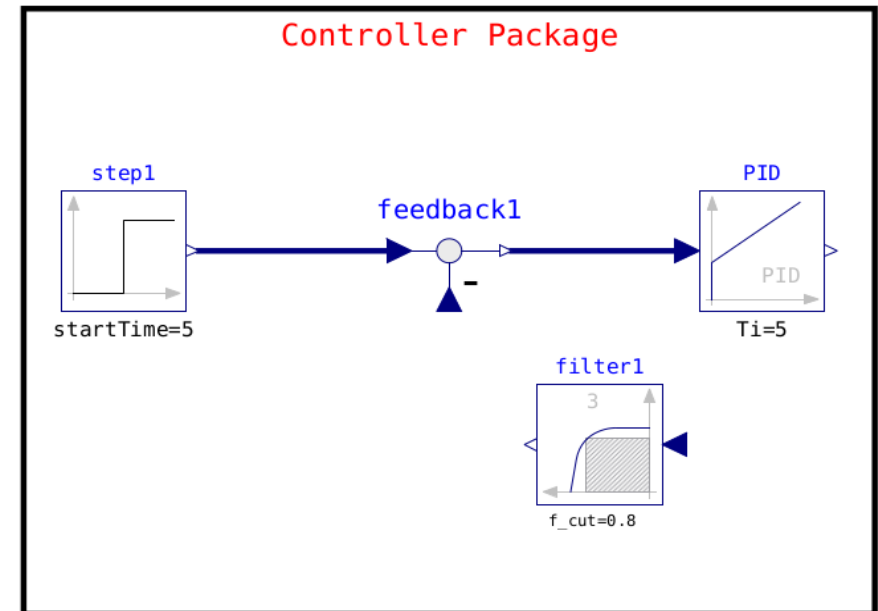 Controller Package
step1
PID
feedback1
PID
-
startTime=5
Ti=5
filter1
3
f_cut=0.8